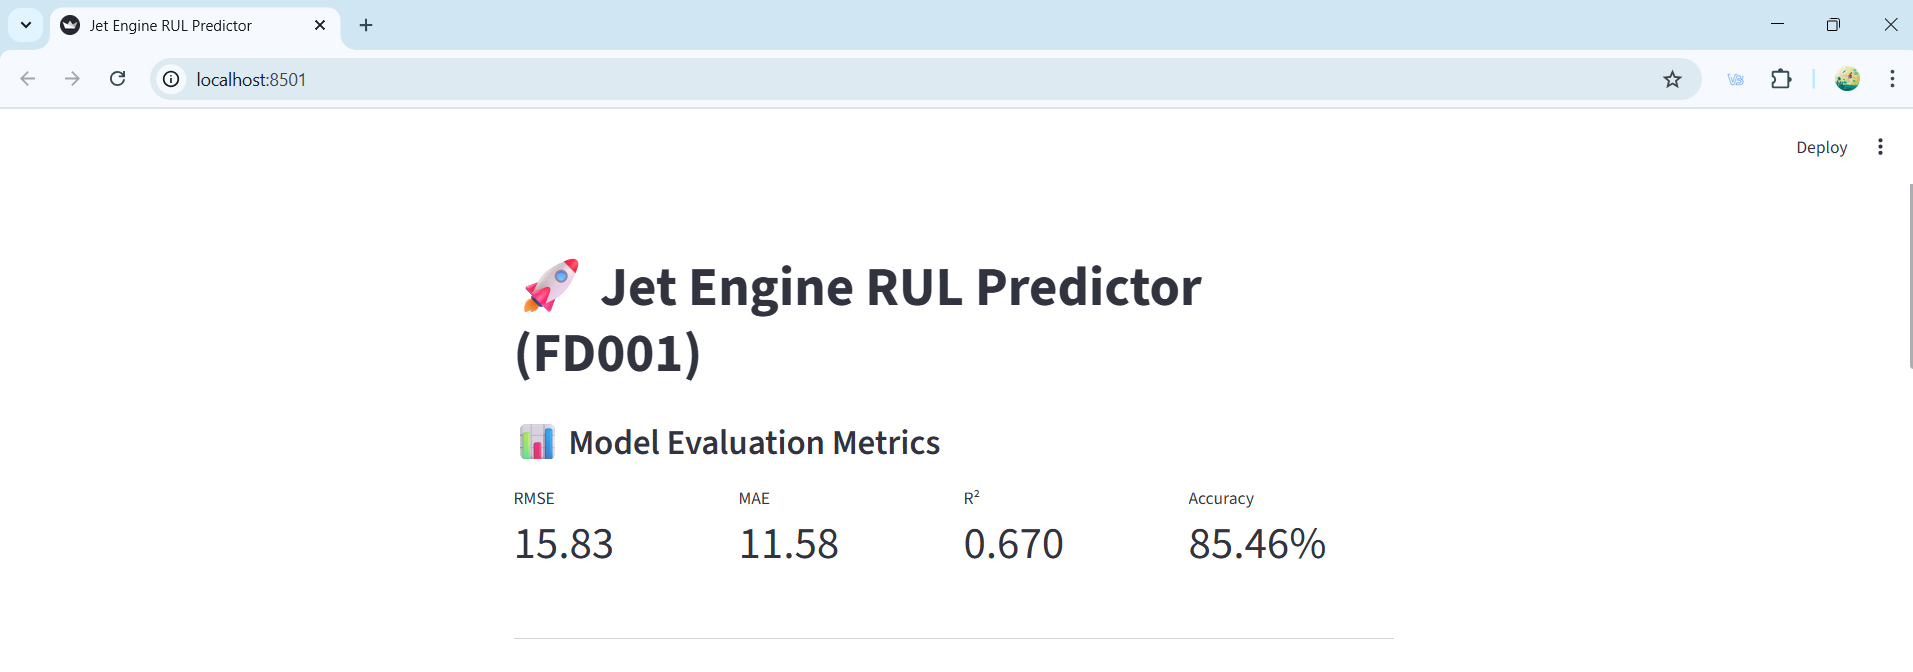 Jet Engine RUL Predictor
localhost:8501
Deploy
🚀 Jet Engine RUL Predictor
(FD001)
📊 Model Evaluation Metrics
RMSE MAE R² Accuracy
15.83 11.58 0.670 85.46%